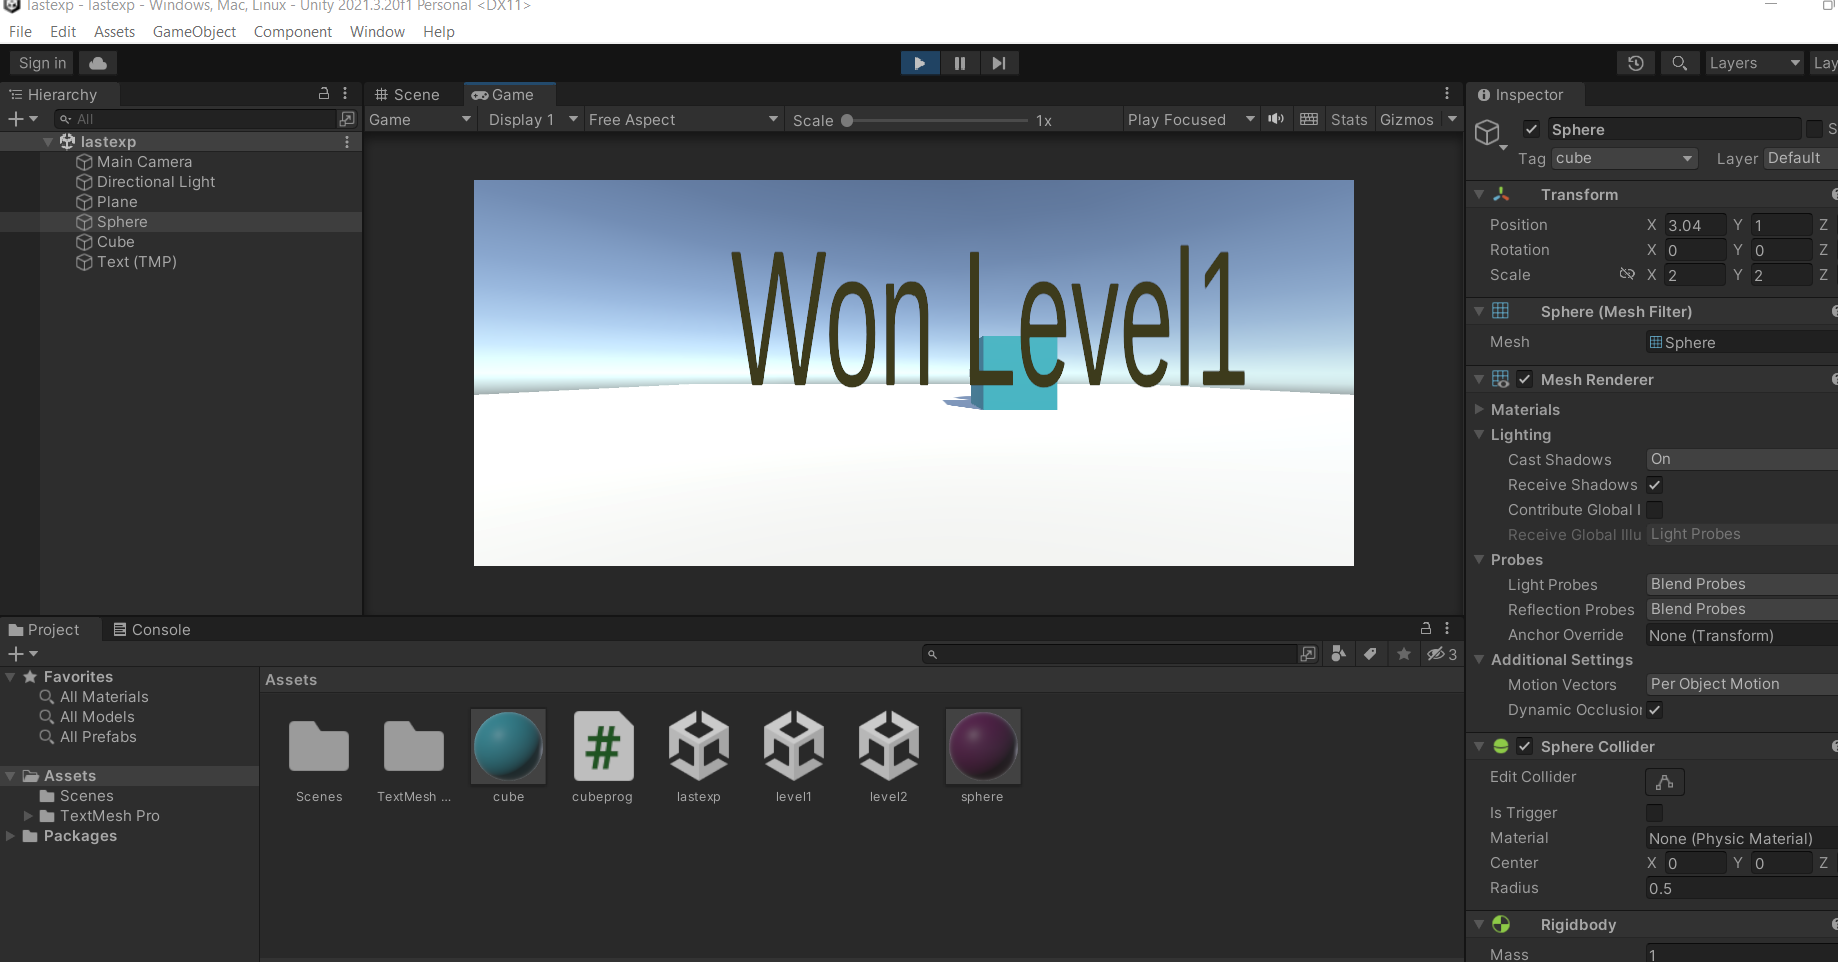 lastexp - lastexp - Windows, Mac, Linux - Unity 2021.3.20f1 Personal <DX11>
File Edit Assets GameObject Component Window Help
Sign in
Layers
Lay
Hierarchy
All
lastexp
Main Camera
Directional Light
Plane
Sphere
Cube
Text (TMP)
Scene Game
Game Display 1 Free Aspect Scale 1x Play Focused Stats Gizmos
Won Level1
Inspector
Sphere S
Tag cube Layer Default
Transform
Position X 3.04 Y 1 Z
Rotation X 0 Y 0 Z
Scale X 2 Y 2 Z
Sphere (Mesh Filter)
Mesh Sphere
Mesh Renderer
Materials
Lighting
Cast Shadows On
Receive Shadows
Contribute Global I
Receive Global Illu Light Probes
Probes
Light Probes Blend Probes
Reflection Probes Blend Probes
Anchor Override None (Transform)
Additional Settings
Motion Vectors Per Object Motion
Dynamic Occlusion
Sphere Collider
Edit Collider
Is Trigger
Material None (Physic Material)
Center X 0 Y 0 Z
Radius 0.5
Rigidbody
Mass 1
Project Console
3
Favorites
All Materials
All Models
All Prefabs
Assets
Scenes
TextMesh Pro
Packages
Assets
Scenes TextMesh ... cube cubeprog lastexp level1 level2 sphere